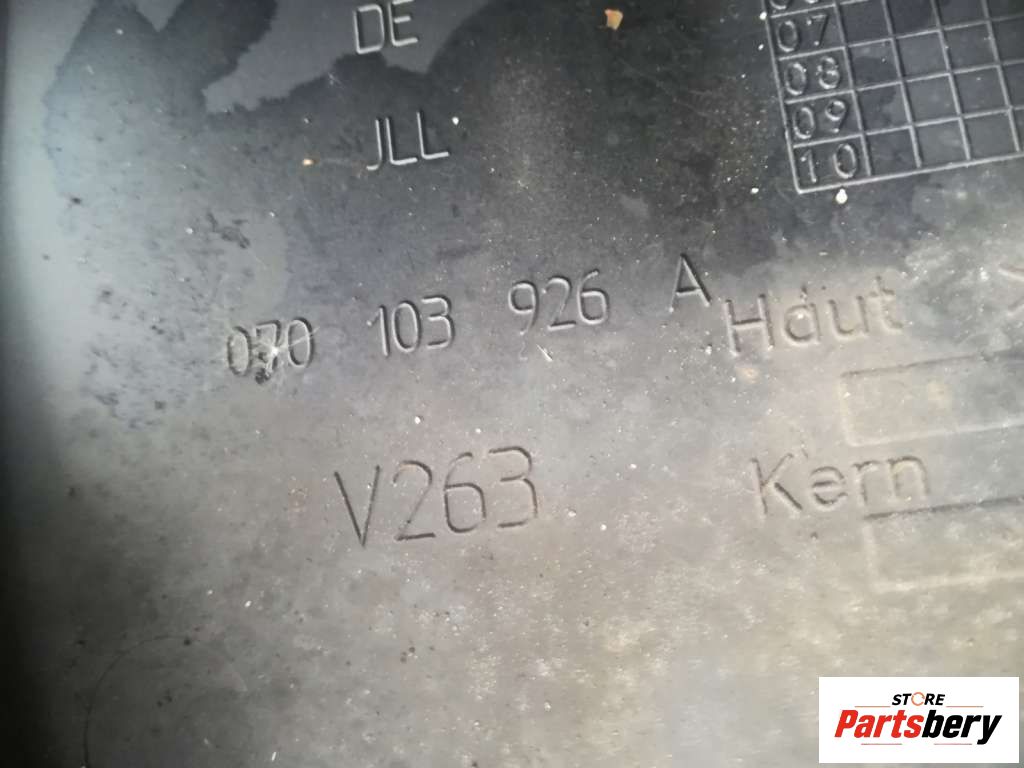 DE
JLL
07
08
09
10
070 103 926 A
Haut
V263
Kern
STORE
Partsbery